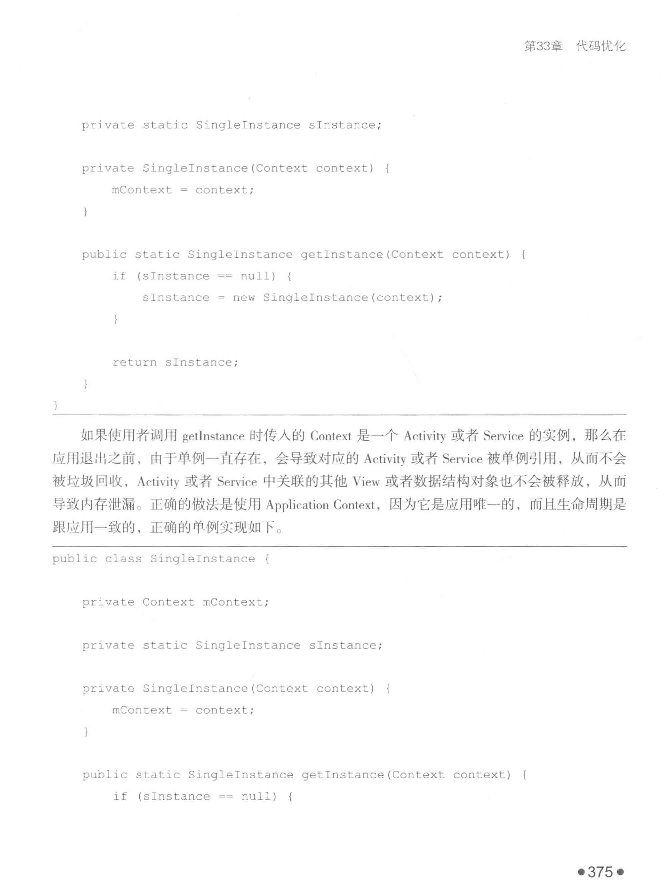 第33章 代码优化
private static SingleInstance sInstance;
private SingleInstance(Context context) {
mContext = context;
}
public static SingleInstance getInstance(Context context) {
if (sInstance == null) {
sInstance = new SingleInstance(context);
}
return sInstance;
}
}
如果使用者调用 getInstance 时传入的 Context 是一个 Activity 或者 Service 的实例，那么在
应用退出之前，由于单例一直存在，会导致对应的 Activity 或者 Service 被单例引用，从而不会
被垃圾回收，Activity 或者 Service 中关联的其他 View 或者数据结构对象也不会被释放，从而
导致内存泄漏。正确的做法是使用 Application Context，因为它是应用唯一的，而且生命周期是
跟应用一致的，正确的单例实现如下。
public class SingleInstance {
private Context mContext;
private static SingleInstance sInstance;
private SingleInstance(Context context) {
mContext = context;
}
public static SingleInstance getInstance(Context context) {
if (sInstance == null) {
●375●